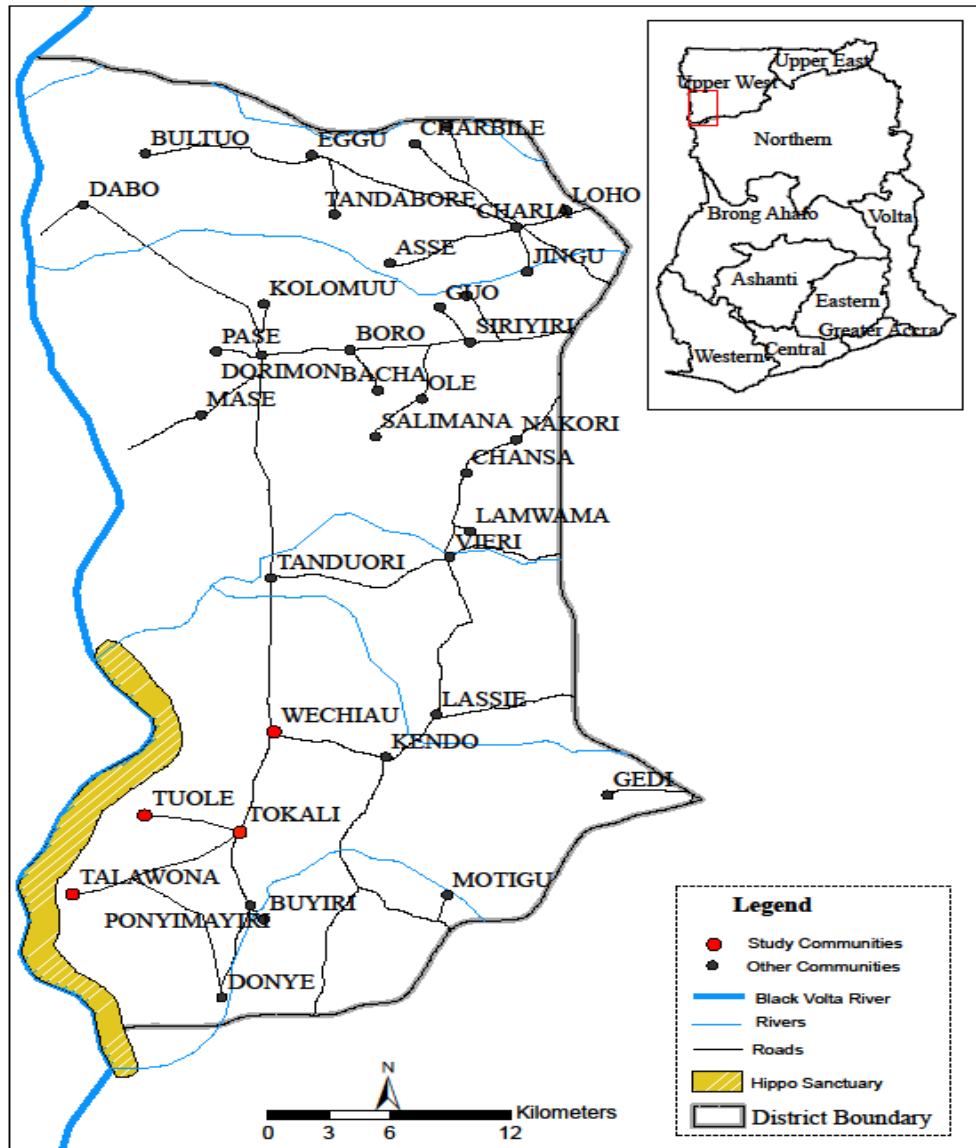 BULTUO
EGGU
CHARBILE
DABO
TANDABORE
CHARIA
LOHO
ASSE
JINGU
KOLOMUU
GUO
PASE
BORO
SIRIYIRI
DORIMON
BACHA
OLE
MASE
SALIMANA
NAKORI
CHANSA
LAMWAMA
VIERI
TANDUORI
LASSIE
WECHIAU
KENDO
GEDI
TUOLE
TOKALI
TALAWONA
MOTIGU
BUYIRI
PONYIMAYIRI
DONYE
N
Kilometers
0 3 6 12
Upper East
Upper West
Northern
Brong Ahafo
Volta
Ashanti
Eastern
Greater Accra
Central
Western
Legend
Study Communities
Other Communities
Black Volta River
Rivers
Roads
Hippo Sanctuary
District Boundary